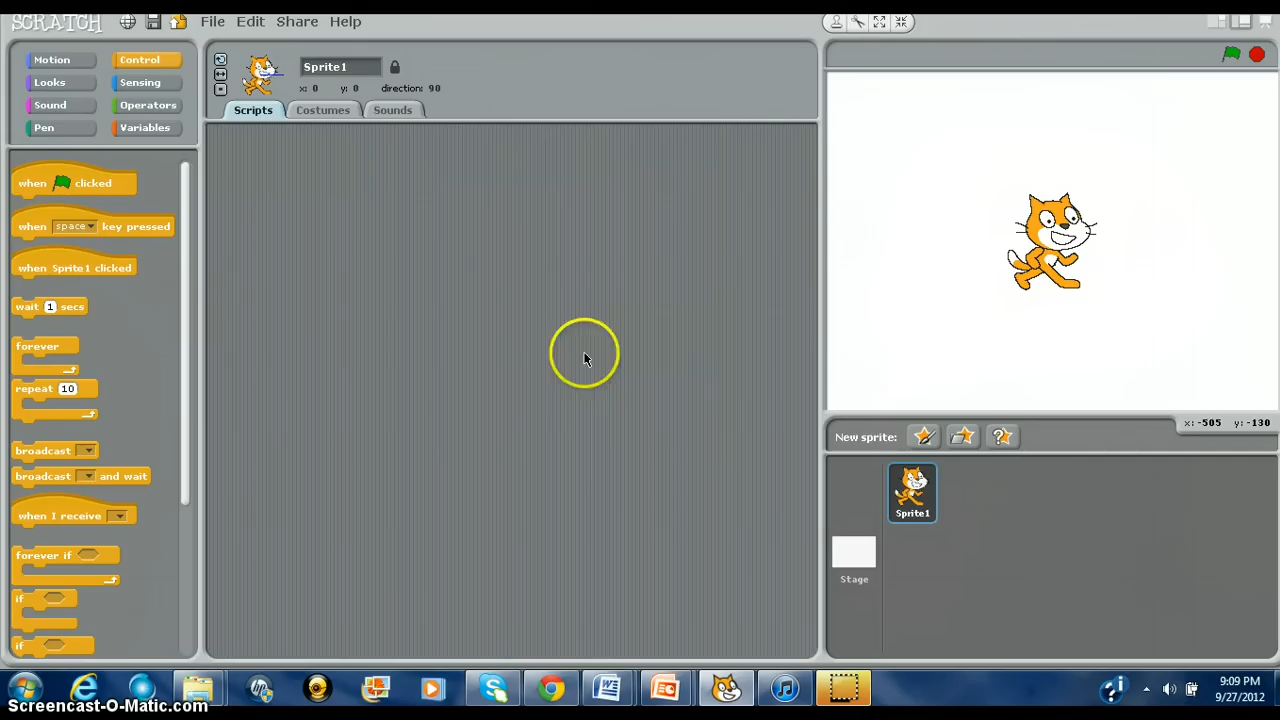 SCRATCH File Edit Share Help
Motion Control
Looks Sensing
Sound Operators
Pen Variables
Sprite1
x: 0 y: 0 direction: 90
Scripts Costumes Sounds
when clicked
when space key pressed
when Sprite1 clicked
wait 1 secs
forever
repeat 10
broadcast
broadcast and wait
when I receive
forever if
if
if
x: -505 y: -130
New sprite:
Sprite1
Stage
9:09 PM
9/27/2012
Screencast-O-Matic.com